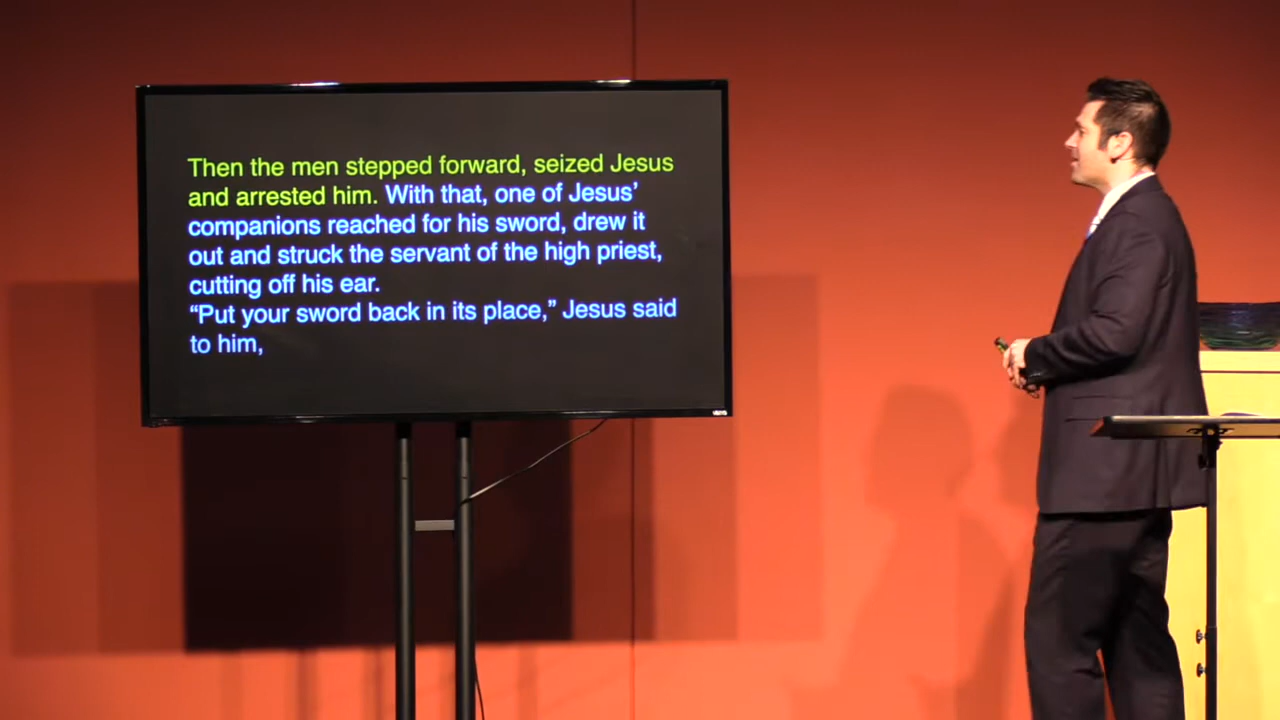 Then the men stepped forward, seized Jesus
and arrested him. With that, one of Jesus’
companions reached for his sword, drew it
out and struck the servant of the high priest,
cutting off his ear.
“Put your sword back in its place,” Jesus said
to him,